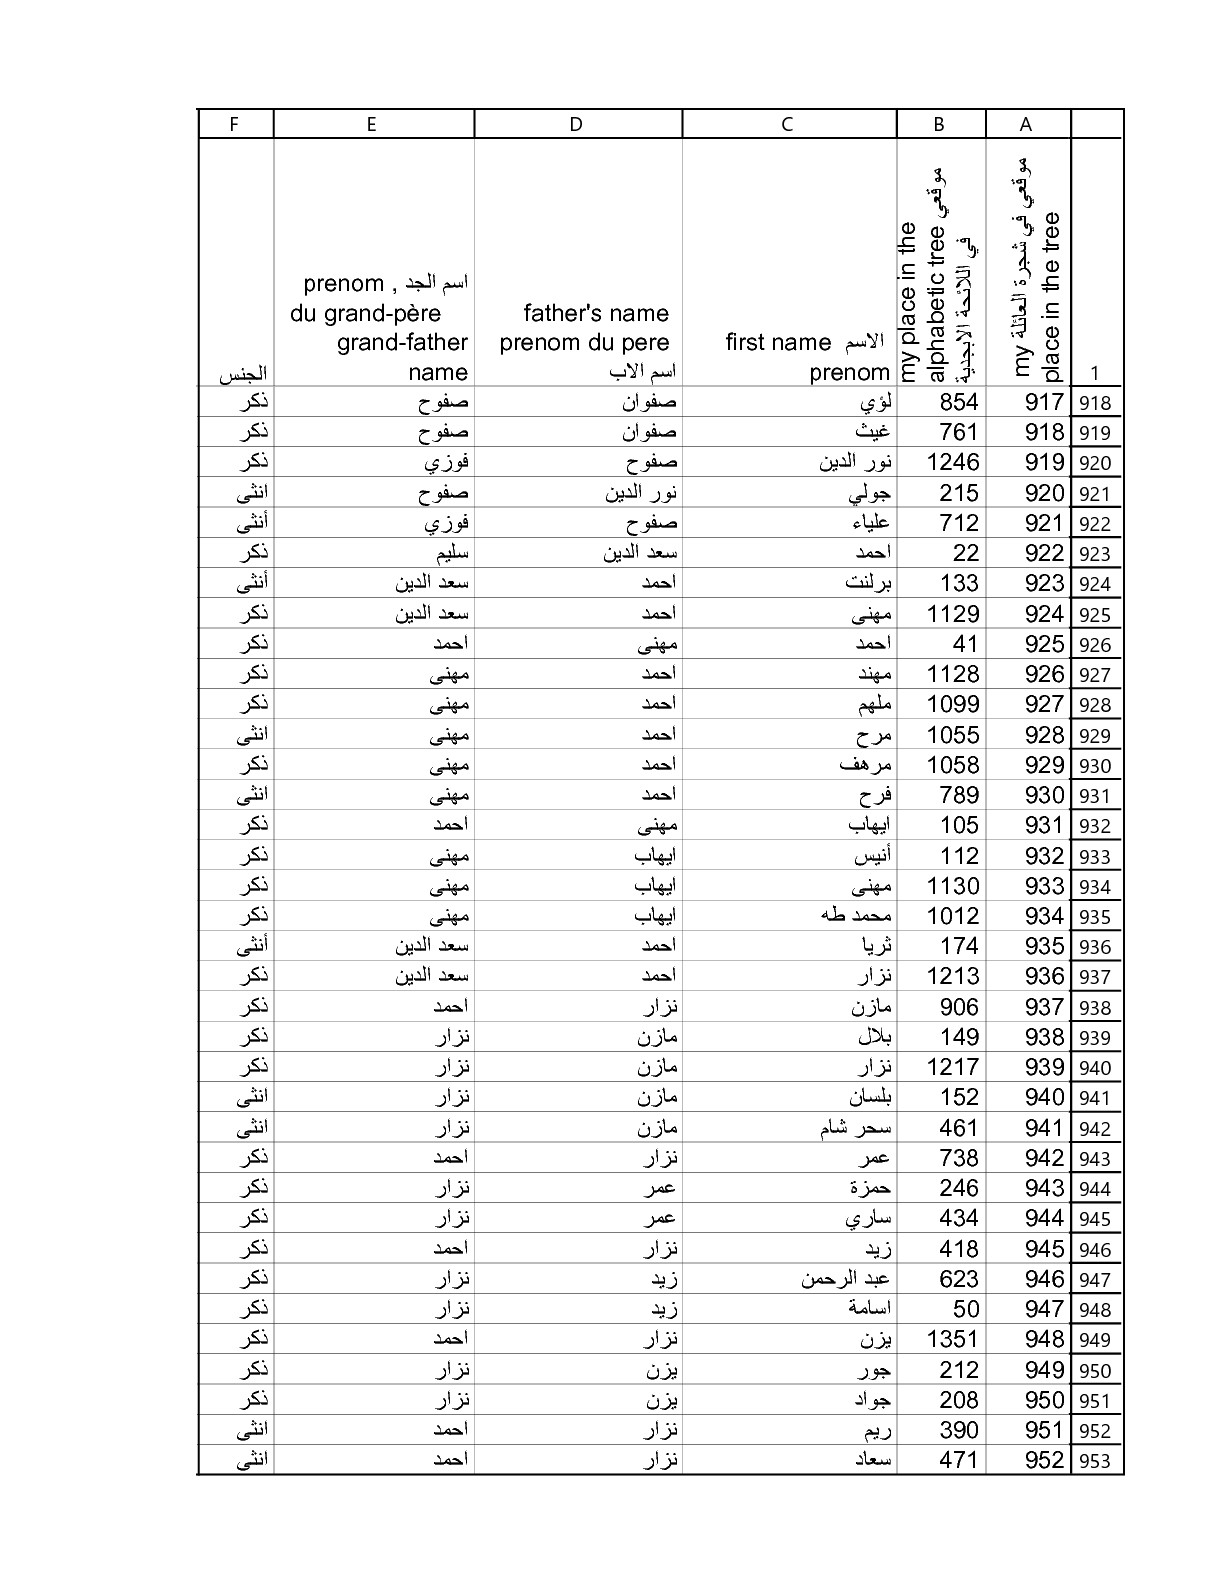 F E D C B A
موقعي في شجرة العائلة my
place in the tree
my place in the
alphabetic tree موقعي
في اللائحة الابجدية
الاسم first name
prenom
father's name
prenom du pere
اسم الاب
اسم الجد , prenom
du grand-père
grand-father
name
الجنس
1
918 917 854 لؤي صفوان صفوح ذكر
919 918 761 غيث صفوان صفوح ذكر
920 919 1246 نور الدين صفوح فوزي ذكر
921 920 215 جولي نور الدين صفوح انثى
922 921 712 علياء صفوح فوزي أنثى
923 922 22 احمد سعد الدين سليم ذكر
924 923 133 برلنت احمد سعد الدين أنثى
925 924 1129 مهنى احمد سعد الدين ذكر
926 925 41 احمد مهنى احمد ذكر
927 926 1128 مهند احمد مهنى ذكر
928 927 1099 ملهم احمد مهنى ذكر
929 928 1055 مرح احمد مهنى انثى
930 929 1058 مرهف احمد مهنى ذكر
931 930 789 فرح احمد مهنى انثى
932 931 105 ايهاب مهنى احمد ذكر
933 932 112 أنيس ايهاب مهنى ذكر
934 933 1130 مهنى ايهاب مهنى ذكر
935 934 1012 محمد طه ايهاب مهنى ذكر
936 935 174 ثريا احمد سعد الدين أنثى
937 936 1213 نزار احمد سعد الدين ذكر
938 937 906 مازن نزار احمد ذكر
939 938 149 بلال مازن نزار ذكر
940 939 1217 نزار مازن نزار ذكر
941 940 152 بلسان مازن نزار انثى
942 941 461 سحر شام مازن نزار انثى
943 942 738 عمر نزار احمد ذكر
944 943 246 حمزة عمر نزار ذكر
945 944 434 ساري عمر نزار ذكر
946 945 418 زيد نزار احمد ذكر
947 946 623 عبد الرحمن زيد نزار ذكر
948 947 50 اسامة زيد نزار ذكر
949 948 1351 يزن نزار احمد ذكر
950 949 212 جور يزن نزار ذكر
951 950 208 جواد يزن نزار ذكر
952 951 390 ريم نزار احمد انثى
953 952 471 سعاد نزار احمد انثى